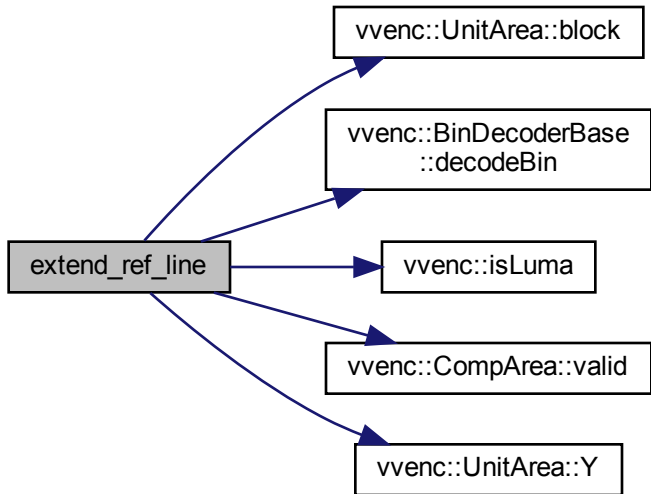 vvenc::UnitArea::block
vvenc::BinDecoderBase
::decodeBin
extend_ref_line
vvenc::isLuma
vvenc::CompArea::valid
vvenc::UnitArea::Y